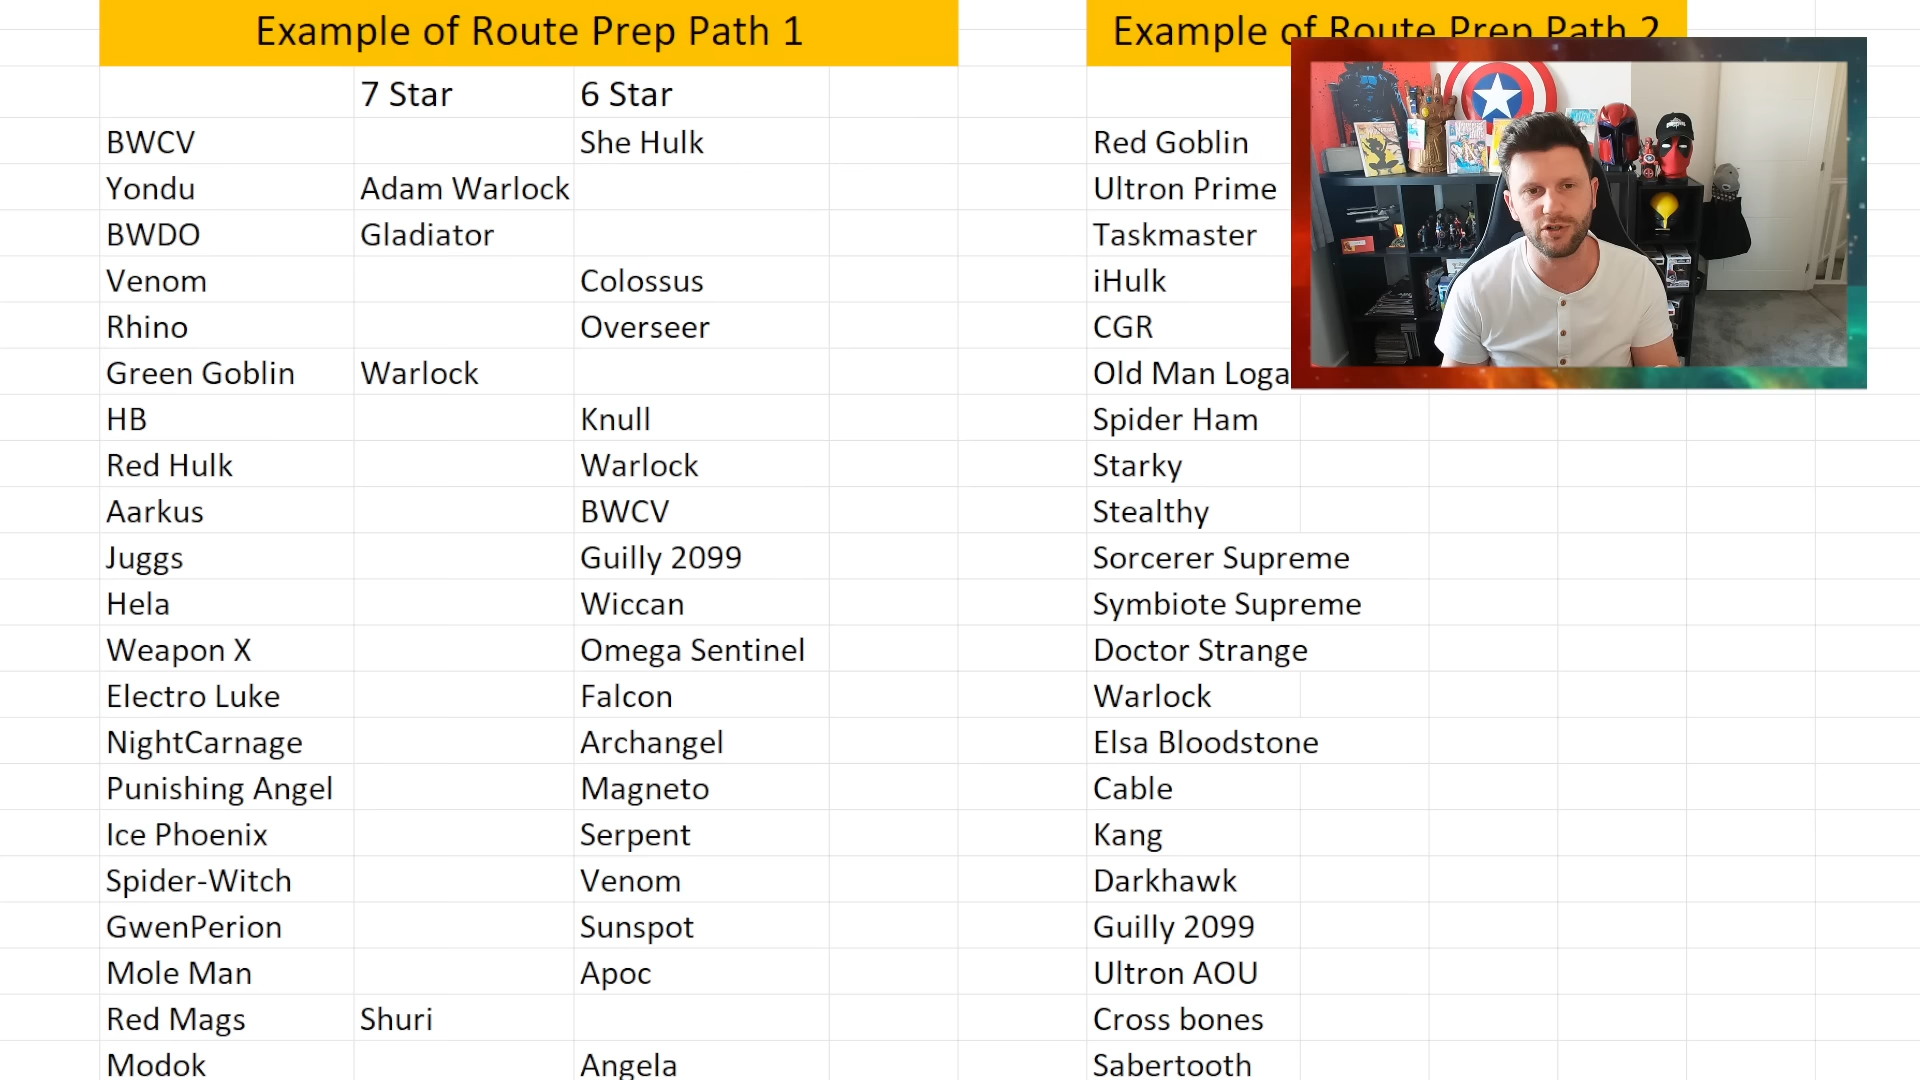 Example of Route Prep Path 1
7 Star 6 Star
BWCV She Hulk
Yondu Adam Warlock
BWDO Gladiator
Venom Colossus
Rhino Overseer
Green Goblin Warlock
HB Knull
Red Hulk Warlock
Aarkus BWCV
Juggs Guilly 2099
Hela Wiccan
Weapon X Omega Sentinel
Electro Luke Falcon
NightCarnage Archangel
Punishing Angel Magneto
Ice Phoenix Serpent
Spider-Witch Venom
GwenPerion Sunspot
Mole Man Apoc
Red Mags Shuri
Modok Angela
Example of Route Prep Path 2
Red Goblin
Ultron Prime
Taskmaster
iHulk
CGR
Old Man Loga
Spider Ham
Starky
Stealthy
Sorcerer Supreme
Symbiote Supreme
Doctor Strange
Warlock
Elsa Bloodstone
Cable
Kang
Darkhawk
Guilly 2099
Ultron AOU
Cross bones
Sabertooth